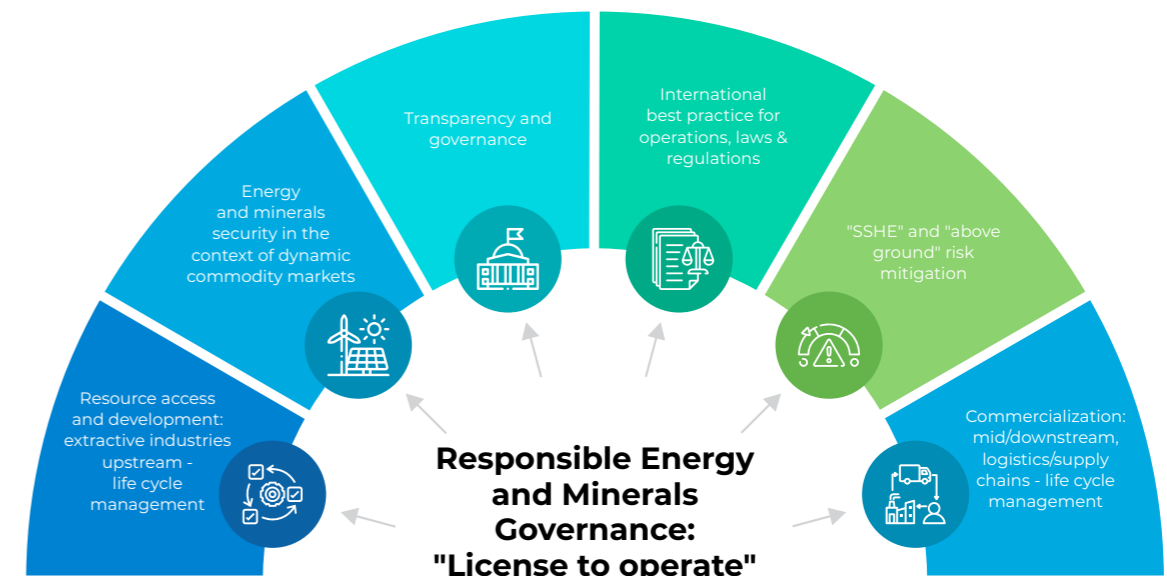 Resource access
and development:
extractive industries
upstream -
life cycle
management
Energy
and minerals
security in the
context of dynamic
commodity markets
Transparency and
governance
International
best practice for
operations, laws &
regulations
"SSHE" and "above
ground" risk
mitigation
Commercialization:
mid/downstream,
logistics/supply
chains - life cycle
management
Responsible Energy
and Minerals
Governance:
"License to operate"